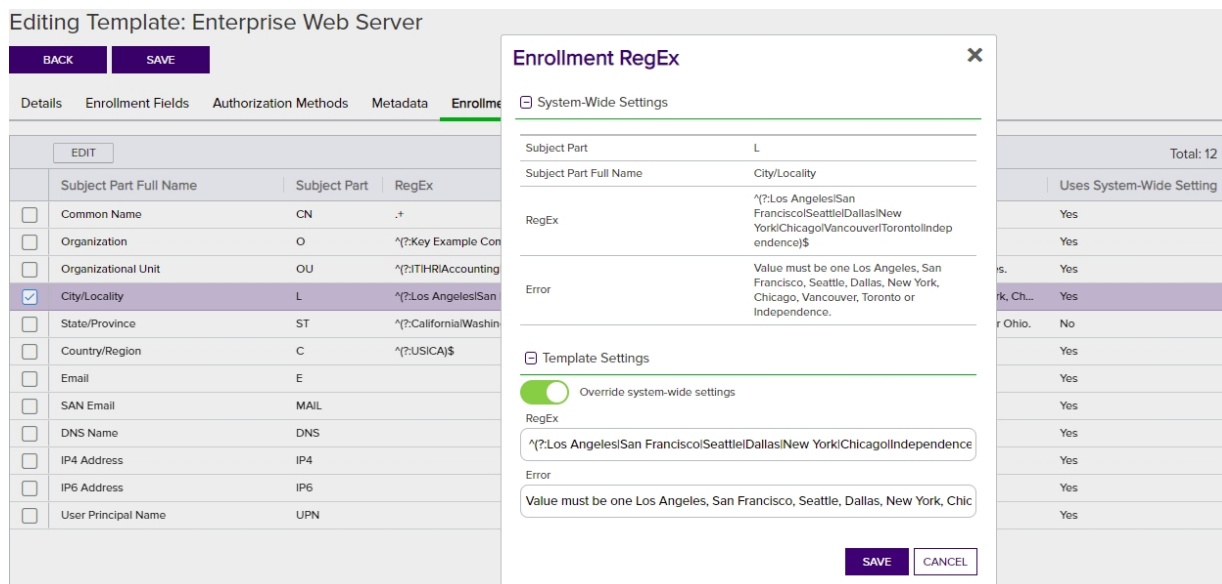 Editing Template: Enterprise Web Server
BACK SAVE
Details Enrollment Fields Authorization Methods Metadata
EDIT Total: 12
Subject Part Full Name Subject Part RegEx Uses System-Wide Setting
Common Name CN .+ Yes
Organization O ^(?:Key Example Yes
Organizational Unit OU ^(?:IT|HR|Accounting Yes
City/Locality L ^(?:Los Angeles|San rk, Ch... Yes
State/Province ST ^(?:California| r Ohio. No
Country/Region C ^(?:US|CA)$ Yes
Email E Yes
SAN Email MAIL Yes
DNS Name DNS Yes
IP4 Address IP4 Yes
IP6 Address IP6 Yes
User Principal Name UPN Yes
Enrollment RegEx
System-Wide Settings
Subject Part L
Subject Part Full Name City/Locality
RegEx
^(?:Los Angeles|San
Francisco|Seattle|Dallas|New
York|Chicago|Vancouver|Toronto|Indep
endence)$
Error
Value must be one Los Angeles, San
Francisco, Seattle, Dallas, New York,
Chicago, Vancouver, Toronto or
Independence.
Template Settings
Override system-wide settings
RegEx
^(?:Los Angeles|San Francisco|Seattle|Dallas|New York|Chicago|Independence
Error
Value must be one Los Angeles, San Francisco, Seattle, Dallas, New York, Chic
SAVE CANCEL